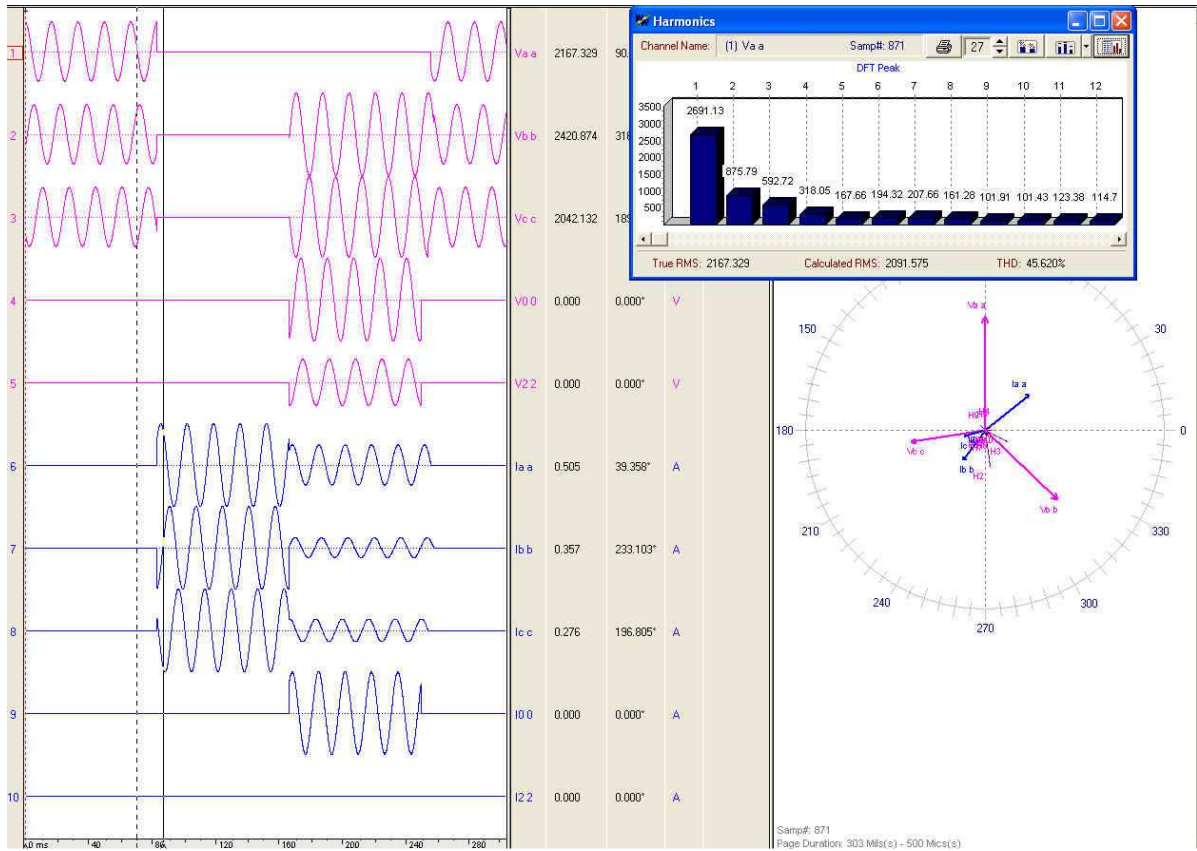 Harmonics
Channel Name: (1) Va a Samp#: 871 27
DFT Peak
1 2 3 4 5 6 7 8 9 10 11 12
3500
3000
2500
2000
1500
1000
500
2691.13 875.79 592.72 318.05 167.66 194.32 207.66 161.28 101.91 101.43 123.38 114.7
True RMS: 2167.329 Calculated RMS: 2091.575 THD: 45.620%
1 Va a 2167.329 90.
2 Vb b 2420.874 316
3 Vc c 2042.132 189
4 V0 0 0.000 0.000° V
5 V2 2 0.000 0.000° V
6 Ia a 0.505 39.358° A
7 Ib b 0.357 233.103° A
8 Ic c 0.276 196.805° A
9 I0 0 0.000 0.000° A
10 I2 2 0.000 0.000° A
0 ms 40 80 120 160 200 240 280
Va a
150 30
Ia a
180 0
Vc c
Ib b
H3
H2
Vb b
210 330
240 300
270
Samp#: 871
Page Duration: 303 Mils(s) - 500 Mics(s)